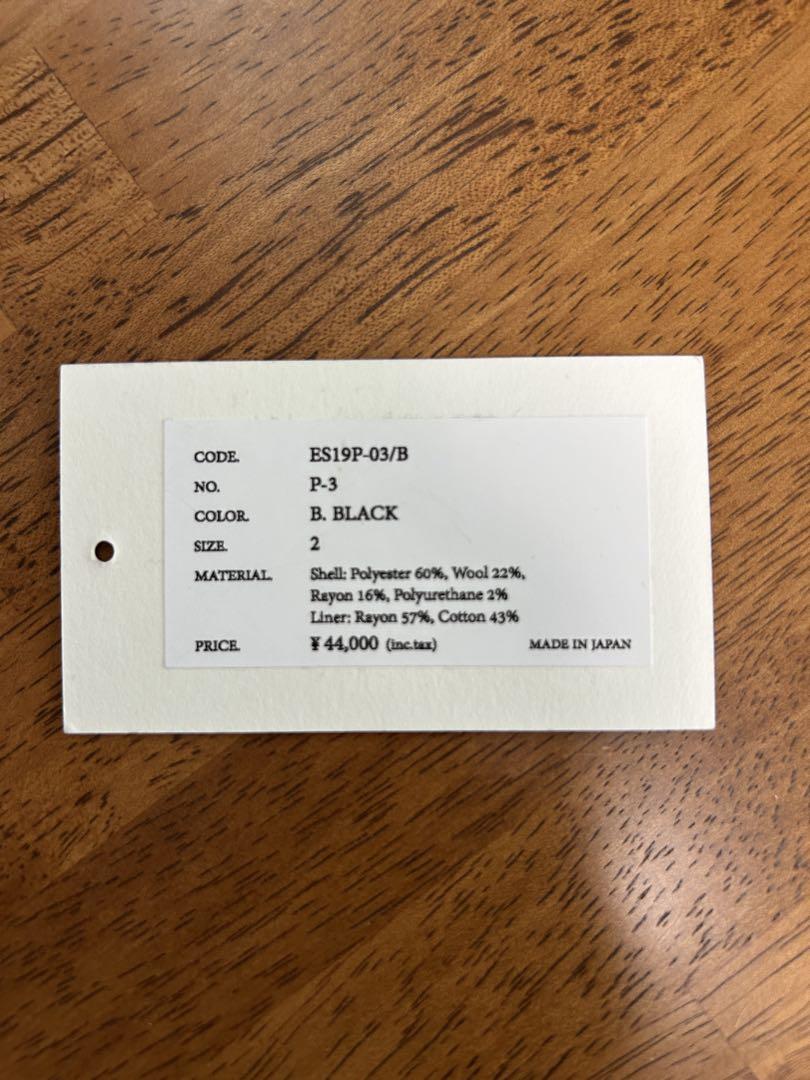 CODE. ES19P-03/B
NO. P-3
COLOR. B. BLACK
SIZE. 2
MATERIAL. Shell: Polyester 60%, Wool 22%,
Rayon 16%, Polyurethane 2%
Liner: Rayon 57%, Cotton 43%
PRICE. ¥ 44,000 (inc.tax) MADE IN JAPAN